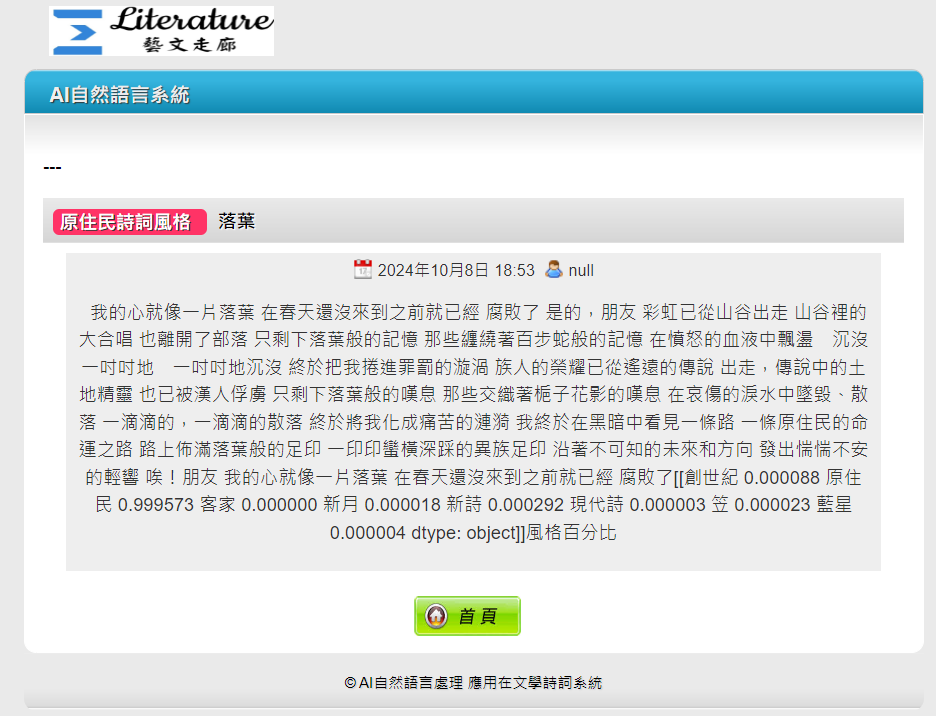 Literature
藝文走廊
AI自然語言系統
---
原住民詩詞風格 落葉
2024年10月8日 18:53 null
我的心就像一片落葉 在春天還沒來到之前就已經 腐敗了 是的，朋友 彩虹已從山谷出走 山谷裡的
大合唱 也離開了部落 只剩下落葉般的記憶 那些纏繞著百步蛇般的記憶 在憤怒的血液中飄盪　沉沒
一吋吋地　一吋吋地沉沒 終於把我捲進罪罰的漩渦 族人的榮耀已從遙遠的傳說 出走，傳說中的土
地精靈 也已被漢人俘虜 只剩下落葉般的嘆息 那些交織著梔子花影的嘆息 在哀傷的淚水中墜毀、散
落 一滴滴的，一滴滴的散落 終於將我化成痛苦的漣漪 我終於在黑暗中看見一條路 一條原住民的命
運之路 路上佈滿落葉般的足印 一印印蠻橫深踩的異族足印 沿著不可知的未來和方向 發出惴惴不安
的輕響 唉！朋友 我的心就像一片落葉 在春天還沒來到之前就已經 腐敗了[[創世紀 0.000088 原住
民 0.999573 客家 0.000000 新月 0.000018 新詩 0.000292 現代詩 0.000003 笠 0.000023 藍星
0.000004 dtype: object]]風格百分比
首頁
© AI自然語言處理 應用在文學詩詞系統